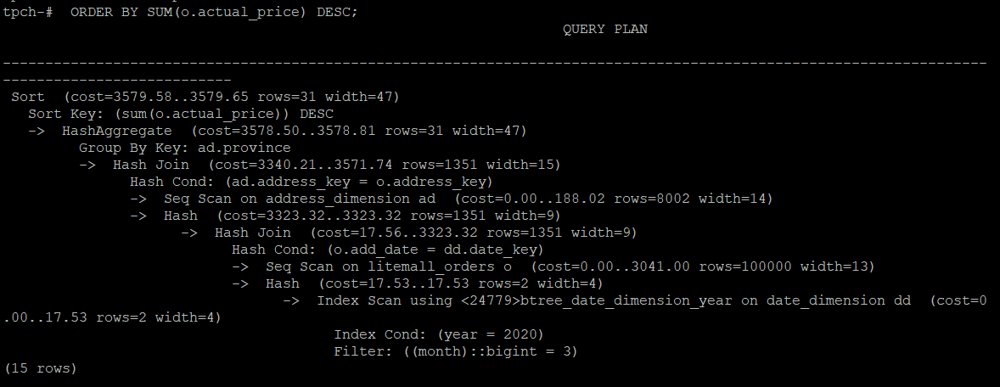 tpch-#  ORDER BY SUM(o.actual_price) DESC;
QUERY PLAN
--------------------------------------------------------------------------------------------------------------------
---------------------------
Sort  (cost=3579.58..3579.65 rows=31 width=47)
Sort Key: (sum(o.actual_price)) DESC
->  HashAggregate  (cost=3578.50..3578.81 rows=31 width=47)
Group By Key: ad.province
->  Hash Join  (cost=3340.21..3571.74 rows=1351 width=15)
Hash Cond: (ad.address_key = o.address_key)
->  Seq Scan on address_dimension ad  (cost=0.00..188.02 rows=8002 width=14)
->  Hash  (cost=3323.32..3323.32 rows=1351 width=9)
->  Hash Join  (cost=17.56..3323.32 rows=1351 width=9)
Hash Cond: (o.add_date = dd.date_key)
->  Seq Scan on litemall_orders o  (cost=0.00..3041.00 rows=100000 width=13)
->  Hash  (cost=17.53..17.53 rows=2 width=4)
->  Index Scan using <24779>btree_date_dimension_year on date_dimension dd  (cost=0
.00..17.53 rows=2 width=4)
Index Cond: (year = 2020)
Filter: ((month)::bigint = 3)
(15 rows)